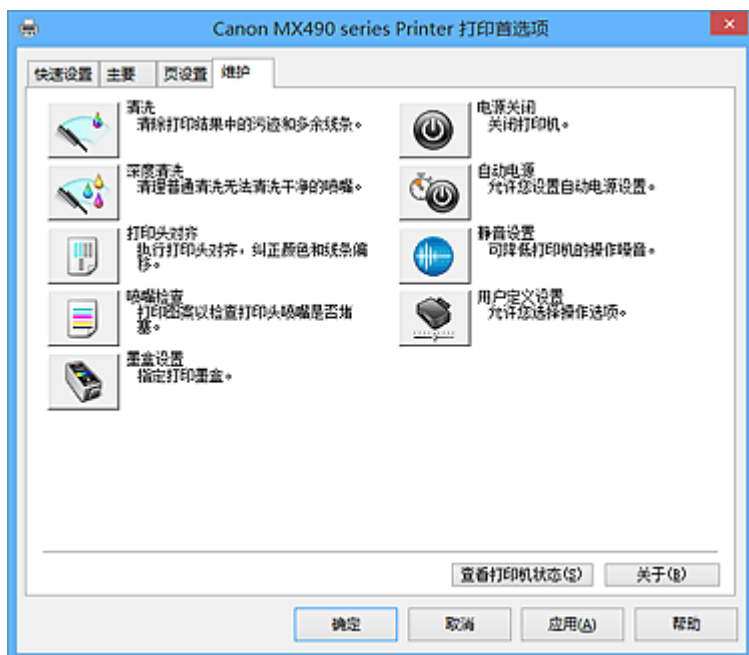 Canon MX490 series Printer 打印首选项
快速设置 主要 页设置 维护
清洗
清除打印结果中的污迹和多余线条。
深度清洗
清理普通清洗无法清洗干净的喷嘴。
打印头对齐
执行打印头对齐，纠正颜色和线条偏
移。
喷嘴检查
打印图案以检查打印头喷嘴是否堵
塞。
墨盒设置
指定打印墨盒。
电源关闭
关闭打印机。
自动电源
允许您设置自动电源设置。
静音设置
可降低打印机的操作噪音。
用户定义设置
允许您选择操作选项。
查看打印机状态(S) 关于(B)
确定 取消 应用(A) 帮助